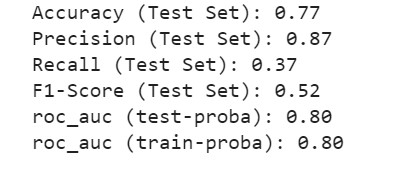 Accuracy (Test Set): 0.77
Precision (Test Set): 0.87
Recall (Test Set): 0.37
F1-Score (Test Set): 0.52
roc_auc (test-proba): 0.80
roc_auc (train-proba): 0.80